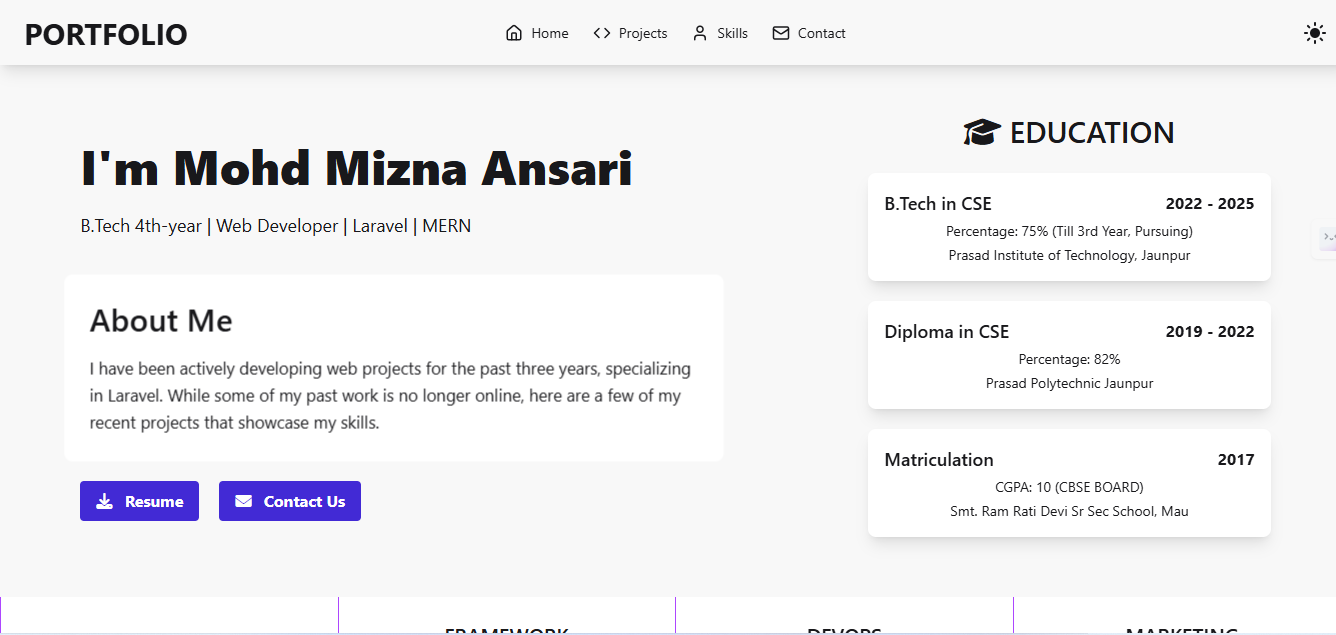 PORTFOLIO
Home
Projects
Skills
Contact
I'm Mohd Mizna Ansari
B.Tech 4th-year | Web Developer | Laravel | MERN
About Me
I have been actively developing web projects for the past three years, specializing
in Laravel. While some of my past work is no longer online, here are a few of my
recent projects that showcase my skills.
Resume
Contact Us
EDUCATION
B.Tech in CSE 2022 - 2025
Percentage: 75% (Till 3rd Year, Pursuing)
Prasad Institute of Technology, Jaunpur
Diploma in CSE 2019 - 2022
Percentage: 82%
Prasad Polytechnic Jaunpur
Matriculation 2017
CGPA: 10 (CBSE BOARD)
Smt. Ram Rati Devi Sr Sec School, Mau
FRAMEWORK
DEVOPS
MARKETING